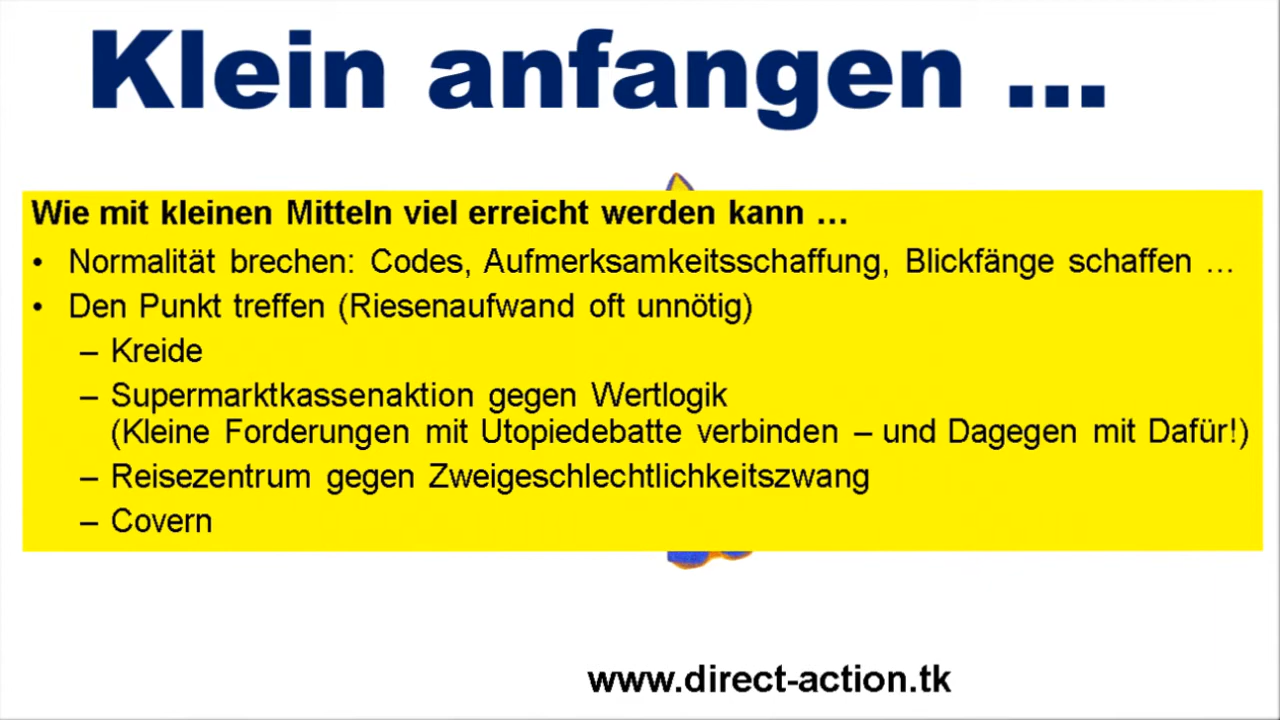 Klein anfangen ...
Wie mit kleinen Mitteln viel erreicht werden kann ...
• Normalität brechen: Codes, Aufmerksamkeitsschaffung, Blickfänge schaffen ...
• Den Punkt treffen (Riesenaufwand oft unnötig)
– Kreide
– Supermarktkassenaktion gegen Wertlogik
(Kleine Forderungen mit Utopiedebatte verbinden – und Dagegen mit Dafür!)
– Reisezentrum gegen Zweigeschlechtlichkeitszwang
– Covern
www.direct-action.tk